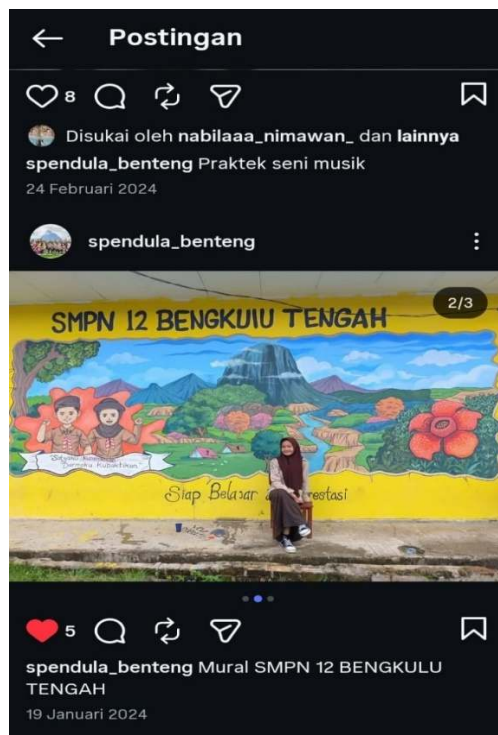 Postingan
8
Disukai oleh nabilaaa_nimawan_ dan lainnya
spendula_benteng Praktek seni musik
24 Februari 2024
spendula_benteng
2/3
SMPN 12 BENGKULU TENGAH
Siap Belajar
5
spendula_benteng Mural SMPN 12 BENGKULU
TENGAH
19 Januari 2024